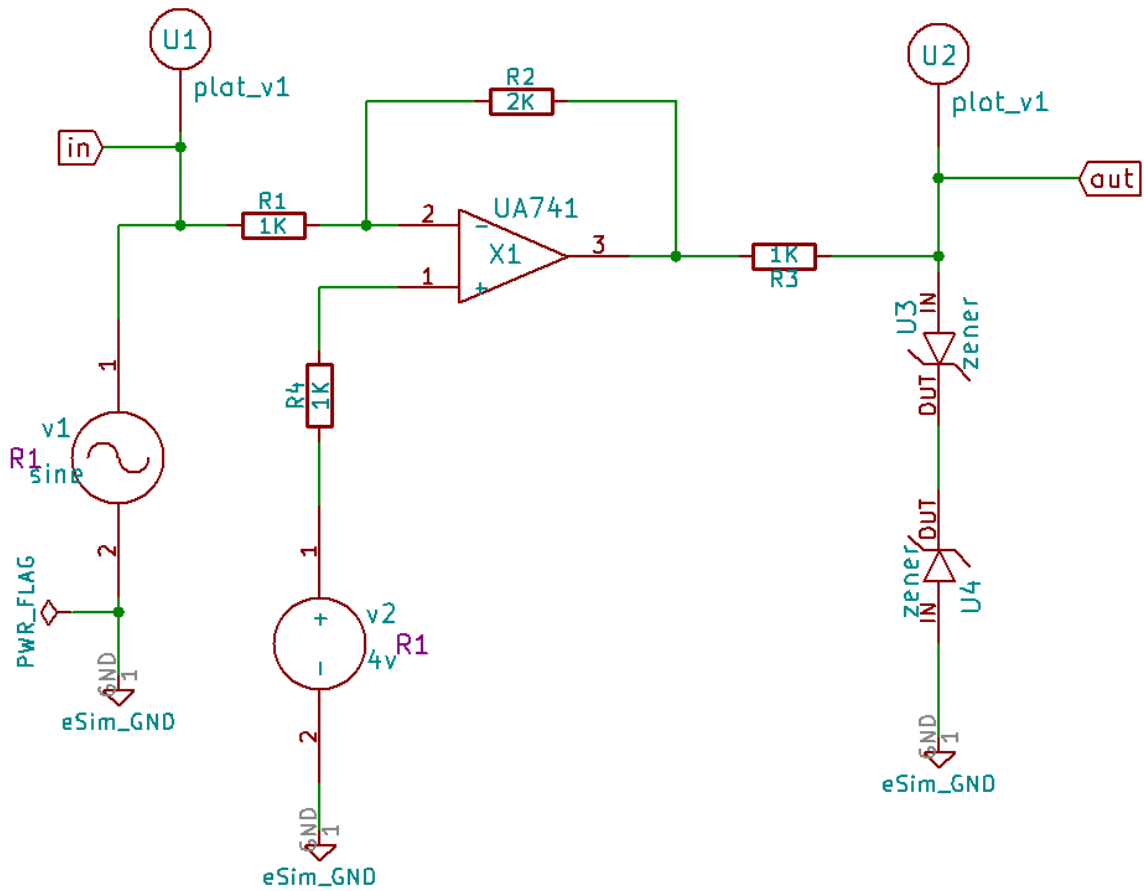 U1
plot_v1
in
R1
1K
R2
2K
UA741
X1
2
-
1
+
3
1K
R3
U2
plot_v1
out
IN
U3
zener
OUT
OUT
zener
U4
IN
GND
1
eSim_GND
R4
1K
1
v1
R1
sine
2
PWR_FLAG
GND
1
eSim_GND
1
+
v2
R1
4v
-
2
GND
1
eSim_GND